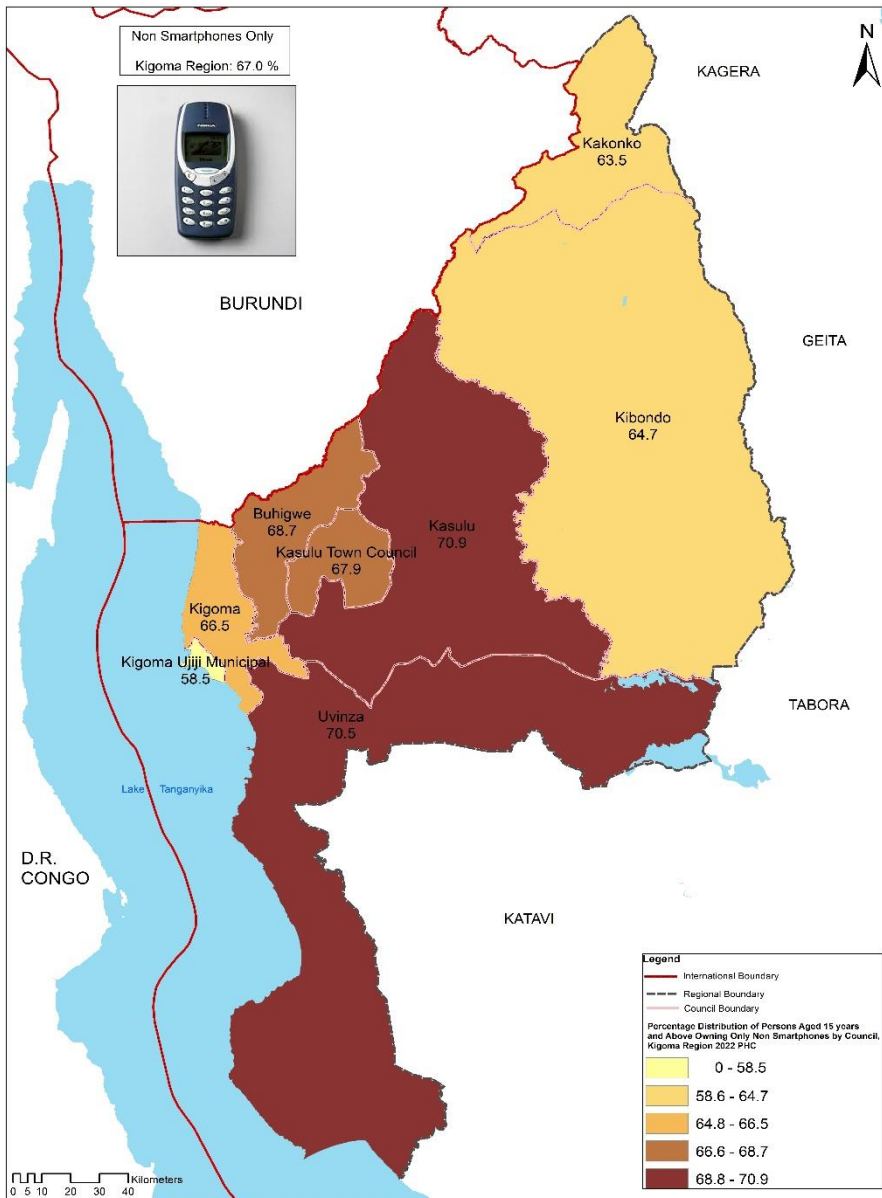 Non Smartphones Only
Kigoma Region: 67.0 %
NOKIA
N
KAGERA
Kakonko
63.5
BURUNDI
GEITA
Kibondo
64.7
Buhigwe
68.7
Kasulu
70.9
Kasulu Town Council
67.9
Kigoma
66.5
Kigoma Ujiji Municipal
58.5
Uvinza
70.5
TABORA
Lake Tanganyika
D.R.
CONGO
KATAVI
Legend
International Boundary
Regional Boundary
Council Boundary
Percentage Distribution of Persons Aged 15 years
and Above Owning Only Non Smartphones by Council,
Kigoma Region 2022 PHC
0 - 58.5
58.6 - 64.7
64.8 - 66.5
66.6 - 68.7
68.8 - 70.9
Kilometers
0 5 10 20 30 40